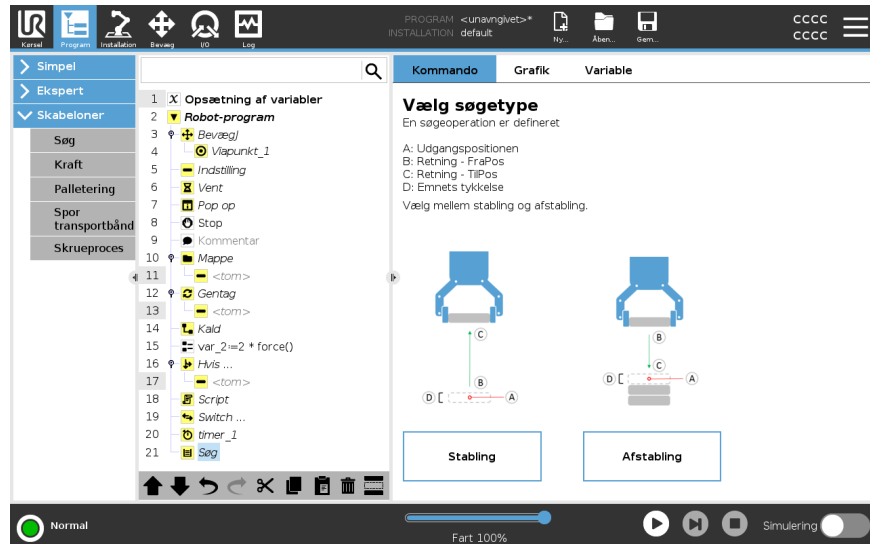 UR
PROGRAM <unavngivet>*
INSTALLATION default
CCCC
CCCC
Kørsel Program Installation Bevæg I/O Log Ny... Åben... Gem...
Simpel
Ekspert
Skabeloner
Søg
Kraft
Palletering
Spor
transportbånd
Skrueproces
1 X Opsætning af variabler
2 Robot-program
3 BevægJ
4 Viapunkt_1
5 Indstilling
6 Vent
7 Pop op
8 Stop
9 Kommentar
10 Mappe
11 <tom>
12 Gentag
13 <tom>
14 Kald
15 var_2:=2 * force()
16 Hvis ...
17 <tom>
18 Script
19 Switch ...
20 timer_1
21 Søg
Kommando Grafik Variable
Vælg søgetype
En søgeoperation er defineret
A: Udgangspositionen
B: Retning - FraPos
C: Retning - TilPos
D: Emnets tykkelse
Vælg mellem stabling og afstabling.
C
B
D
A
B
C
D
A
Stabling Afstabling
Normal
Fart 100%
Simulering